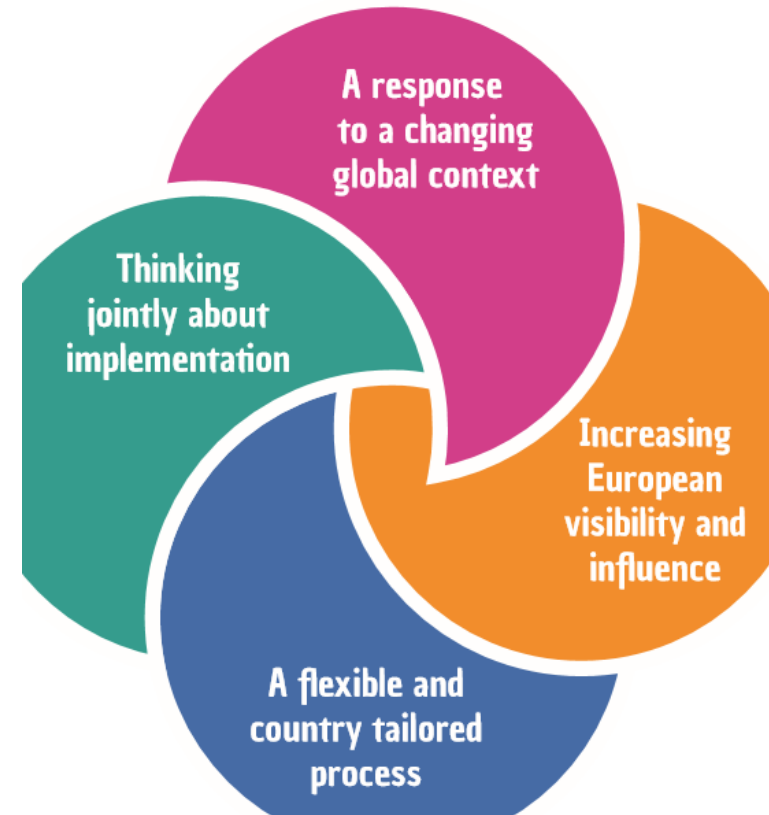 A response
to a changing
global context
Thinking
jointly about
implementation
Increasing
European
visibility and
influence
A flexible and
country tailored
process